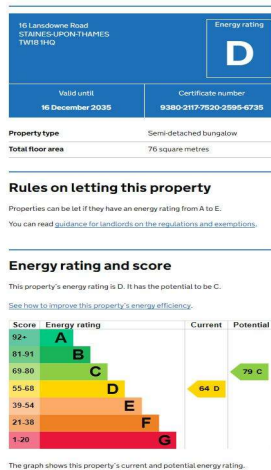 16 Lansdowne Road
STAINES-UPON-THAMES
TW18 1HQ
Energy rating
D
Valid until
16 December 2035
Certificate number
9380-2117-7520-2595-6735
Property type
Semi-detached bungalow
Total floor area
76 square metres
Rules on letting this property
Properties can be let if they have an energy rating from A to E.
You can read guidance for landlords on the regulations and exemptions.
Energy rating and score
This property's energy rating is D. It has the potential to be C.
See how to improve this property's energy efficiency.
Score Energy rating Current Potential
92+ A
81-91 B
69-80 C 79 C
55-68 D 64 D
39-54 E
21-38 F
1-20 G
The graph shows this property's current and potential energy rating.